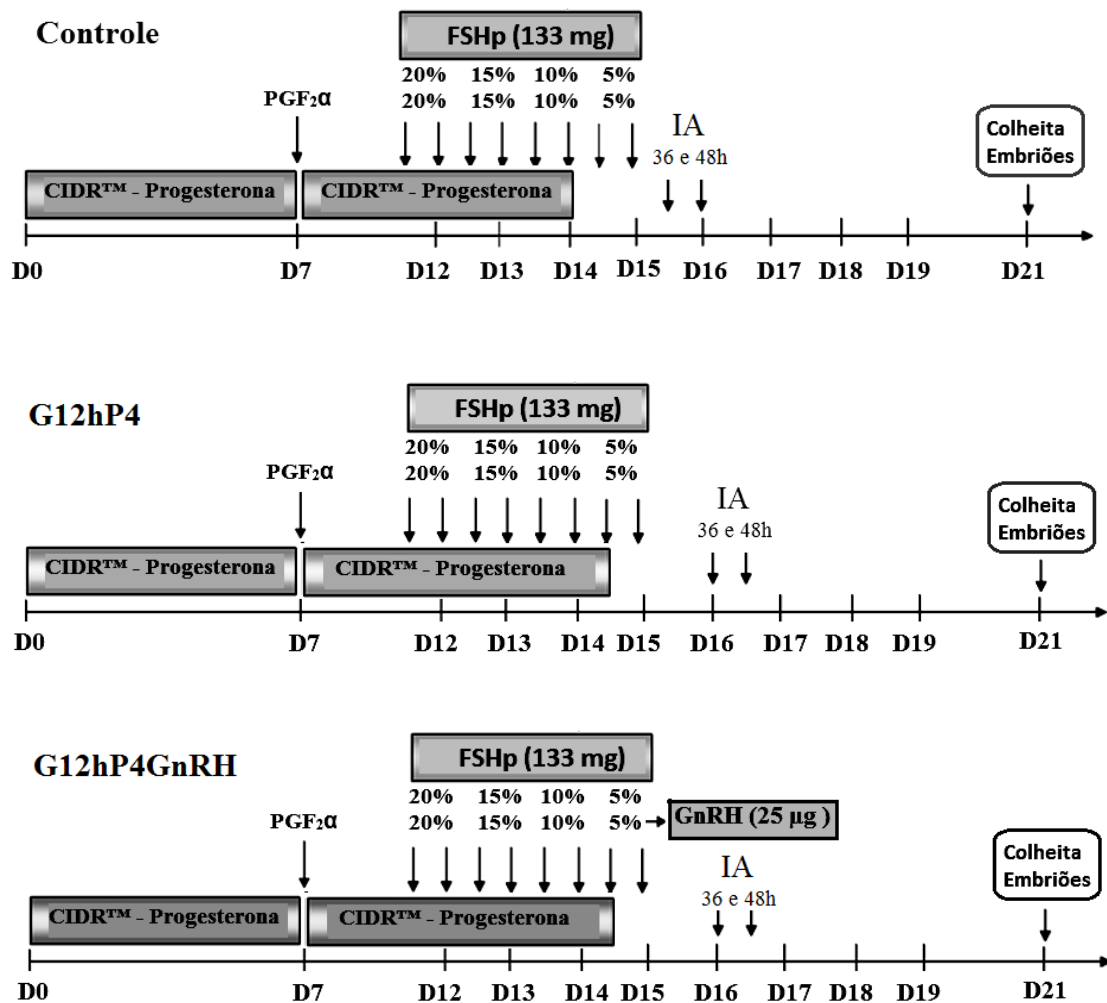 Controle
FSHp (133 mg)
20% 15% 10% 5%
20% 15% 10% 5%
PGF₂α
IA
36 e 48h
Colheita
Embriões
CIDR™ - Progesterona CIDR™ - Progesterona
D0 D7 D12 D13 D14 D15 D16 D17 D18 D19 D21
G12hP4
FSHp (133 mg)
20% 15% 10% 5%
20% 15% 10% 5%
PGF₂α
IA
36 e 48h
Colheita
Embriões
CIDR™ - Progesterona CIDR™ - Progesterona
D0 D7 D12 D13 D14 D15 D16 D17 D18 D19 D21
G12hP4GnRH
FSHp (133 mg)
20% 15% 10% 5%
20% 15% 10% 5%
GnRH (25 µg )
PGF₂α
IA
36 e 48h
Colheita
Embriões
CIDR™ - Progesterona CIDR™ - Progesterona
D0 D7 D12 D13 D14 D15 D16 D17 D18 D19 D21